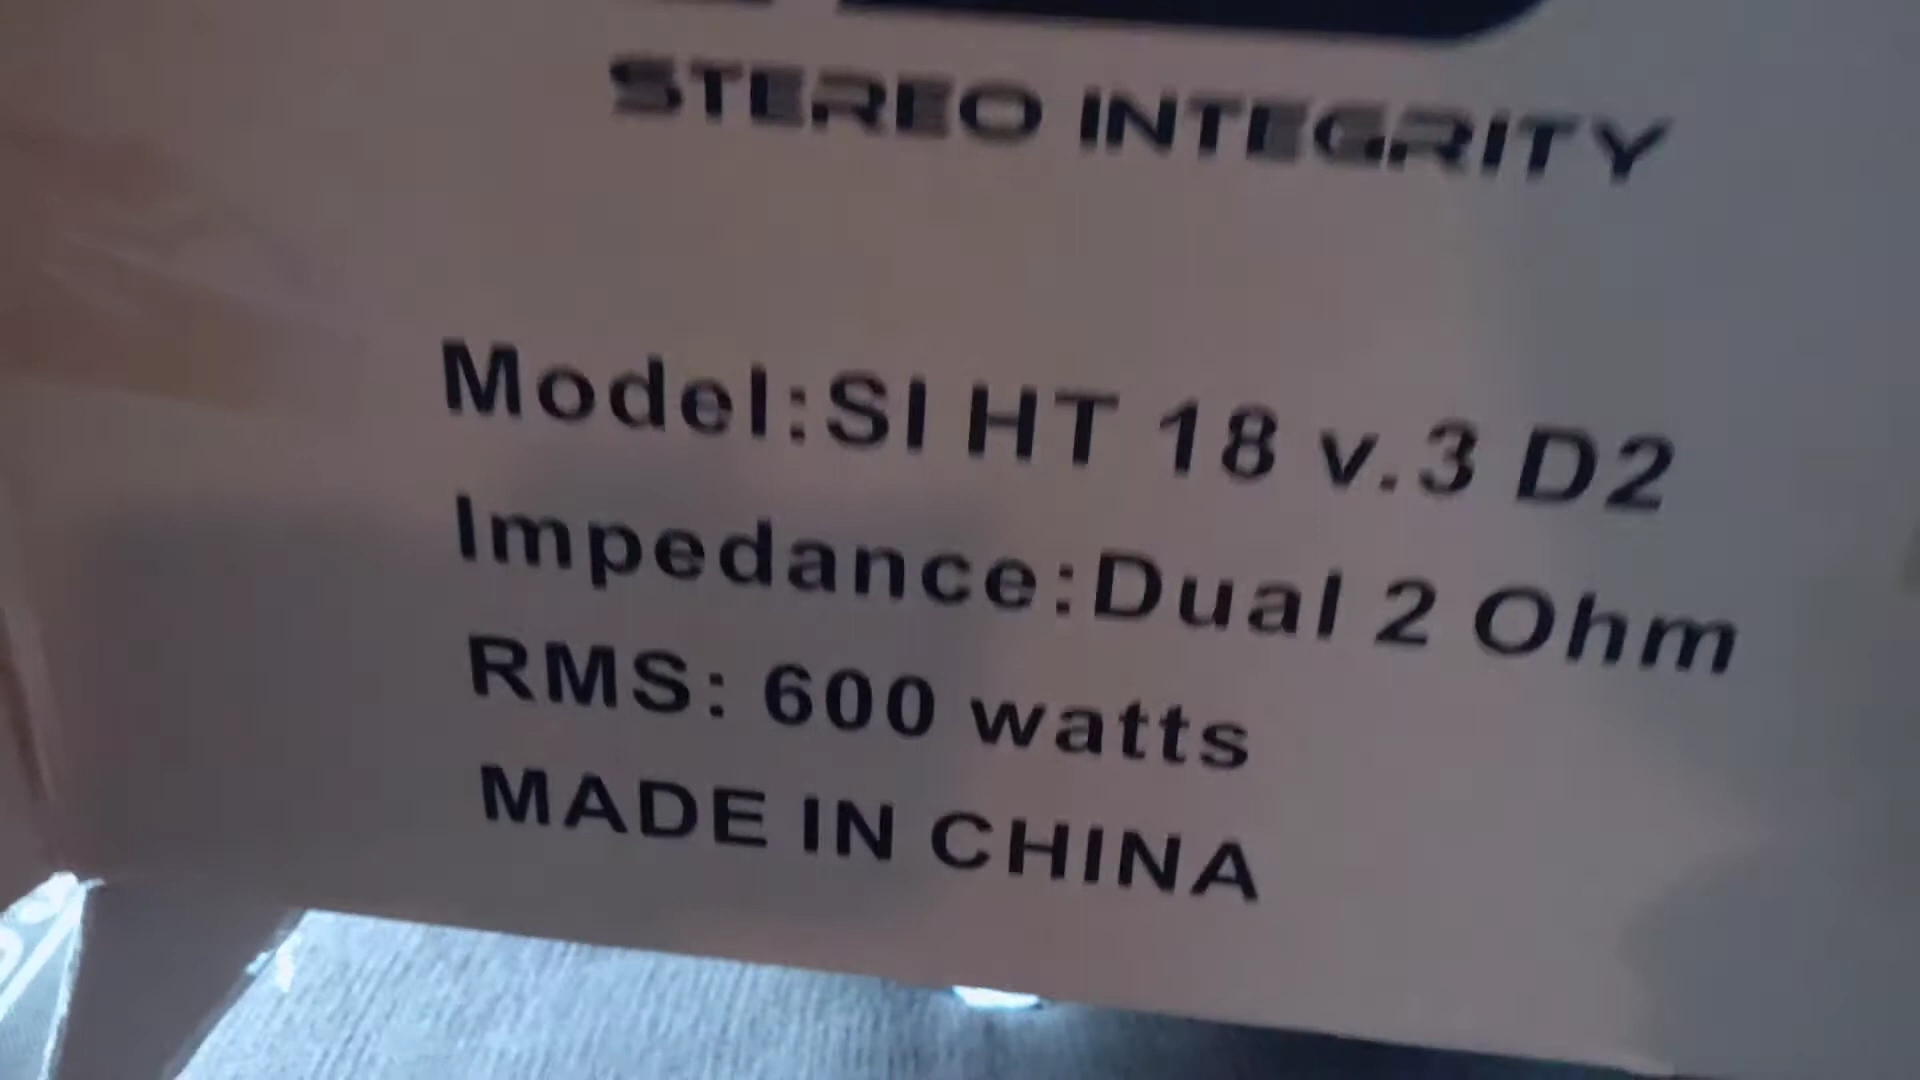 STEREO INTEGRITY
Model:SI HT 18 v.3 D2
Impedance:Dual 2 Ohm
RMS: 600 watts
MADE IN CHINA